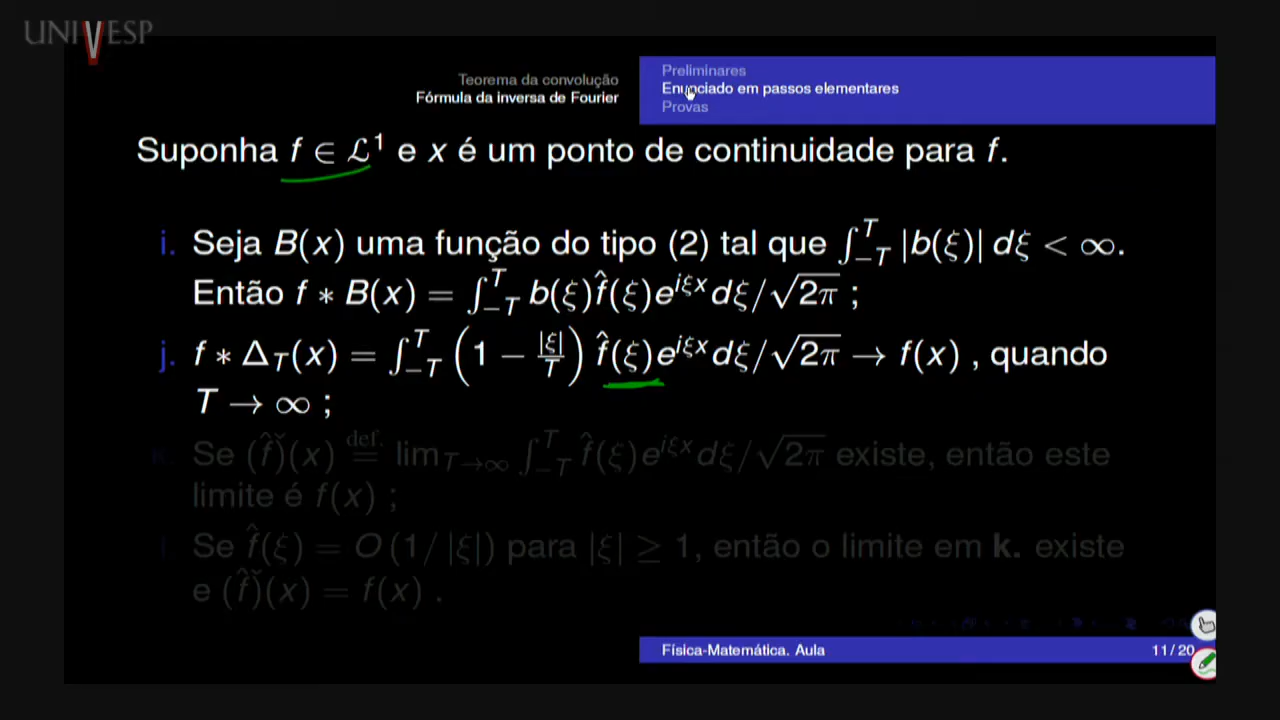 UNIVESP
Teorema da convolução
Fórmula da inversa de Fourier
Preliminares
Enunciado em passos elementares
Provas
Suponha f ∈ ℒ¹ e x é um ponto de continuidade para f.
i. Seja B(x) uma função do tipo (2) tal que ∫_{−T}^{T} |b(ξ)| dξ < ∞.
Então f ∗ B(x) = ∫_{−T}^{T} b(ξ)f̂(ξ)e^{iξx}dξ/√2π ;
j. f ∗ Δ_T(x) = ∫_{−T}^{T} (1 − |ξ|/T) f̂(ξ)e^{iξx}dξ/√2π → f(x) , quando
T → ∞ ;
k. Se (f̂)ˇ(x) def.= lim_{T→∞} ∫_{−T}^{T} f̂(ξ)e^{iξx}dξ/√2π existe, então este
limite é f(x) ;
l. Se f̂(ξ) = O (1/ |ξ|) para |ξ| ≥ 1, então o limite em k. existe
e (f̂)ˇ(x) = f(x) .
Física-Matemática. Aula
11/20